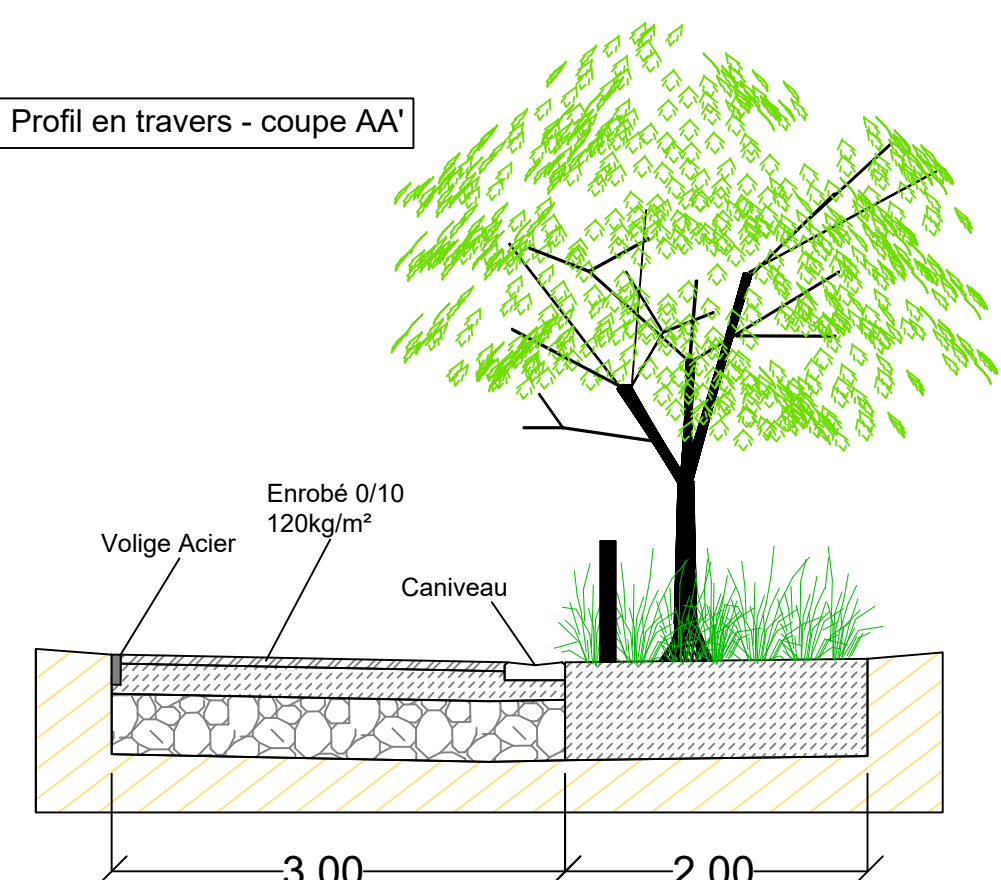 Profil en travers - coupe AA'
Enrobé 0/10
120kg/m²
Volige Acier
Caniveau
3.00
2.00